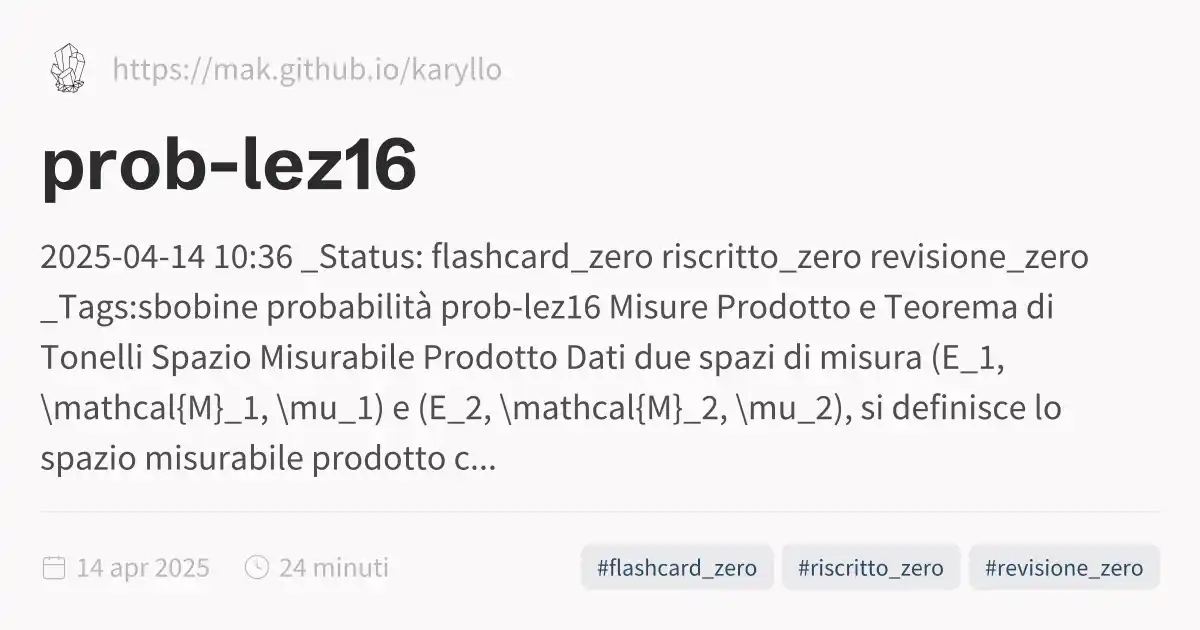 https://mak.github.io/karyllo
prob-lez16
2025-04-14 10:36 _Status: flashcard_zero riscritto_zero revisione_zero
_Tags:sbobine probabilità prob-lez16 Misure Prodotto e Teorema di
Tonelli Spazio Misurabile Prodotto Dati due spazi di misura (E_1,
\mathcal{M}_1, \mu_1) e (E_2, \mathcal{M}_2, \mu_2), si definisce lo
spazio misurabile prodotto c...
14 apr 2025 24 minuti #flashcard_zero #riscritto_zero #revisione_zero